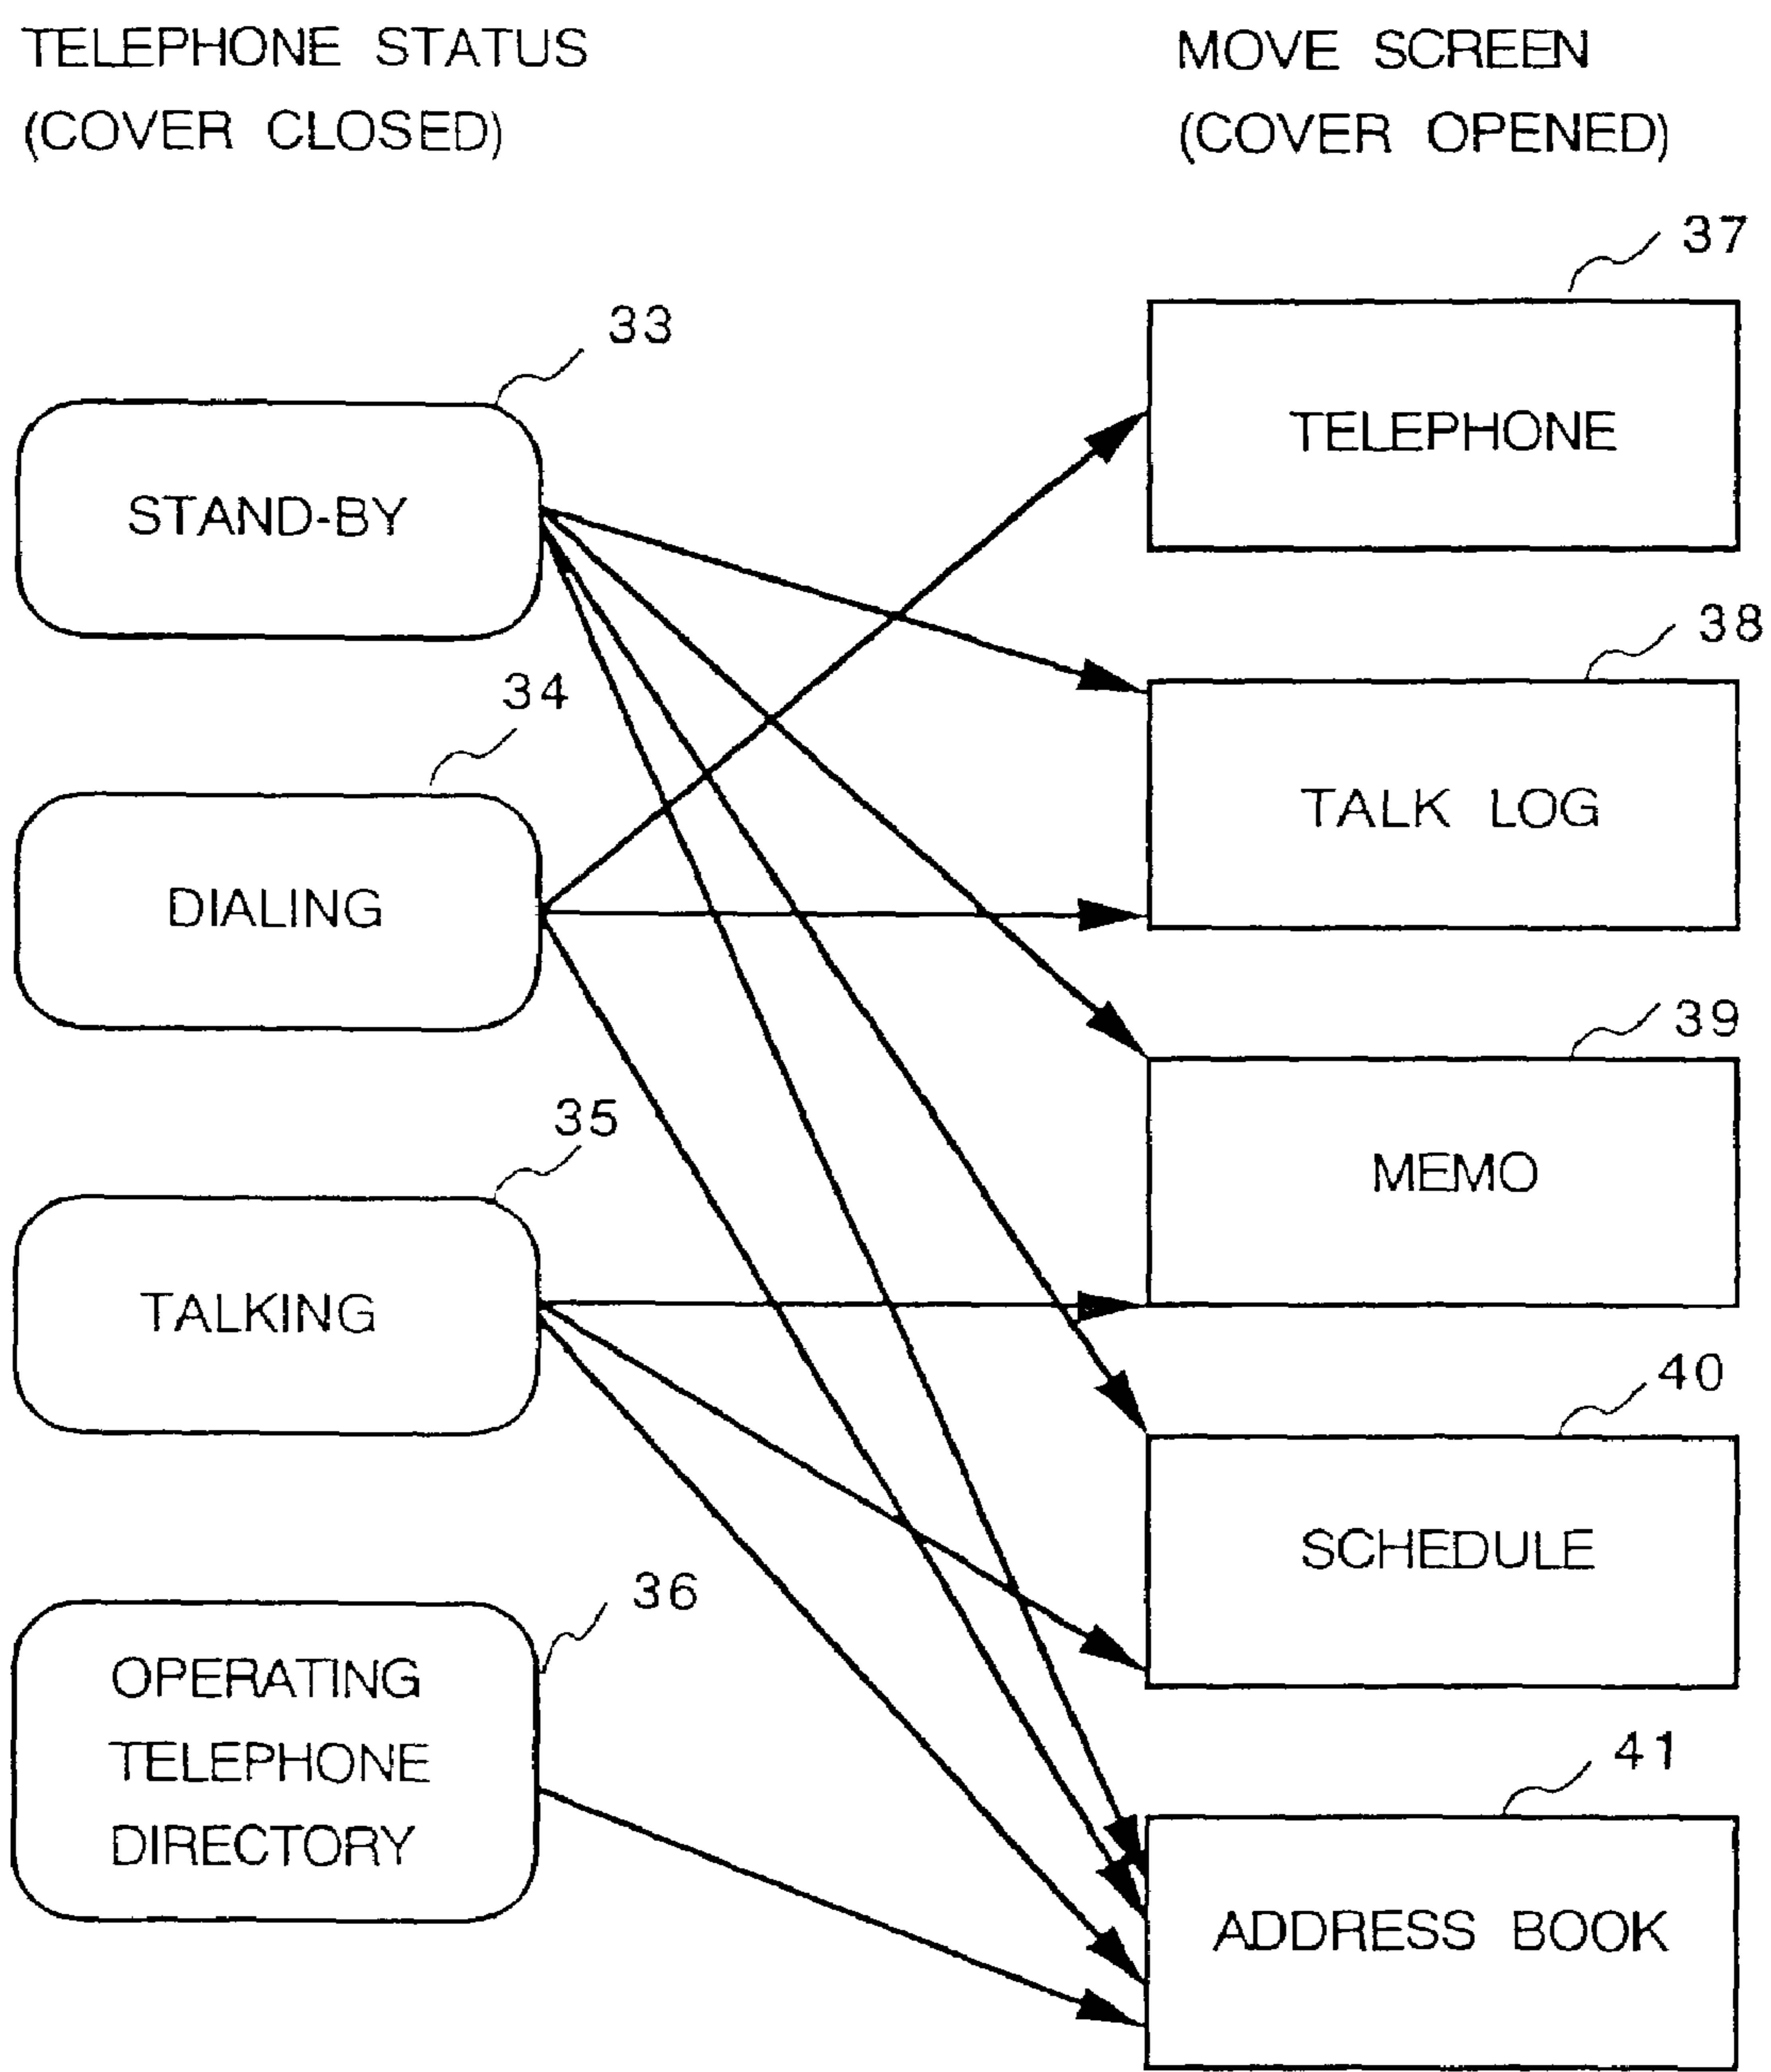 TELEPHONE STATUS
(COVER CLOSED)
MOVE SCREEN
(COVER OPENED)
33
STAND-BY
34
DIALING
35
TALKING
36
OPERATING
TELEPHONE
DIRECTORY
37
TELEPHONE
38
TALK LOG
39
MEMO
40
SCHEDULE
41
ADDRESS BOOK